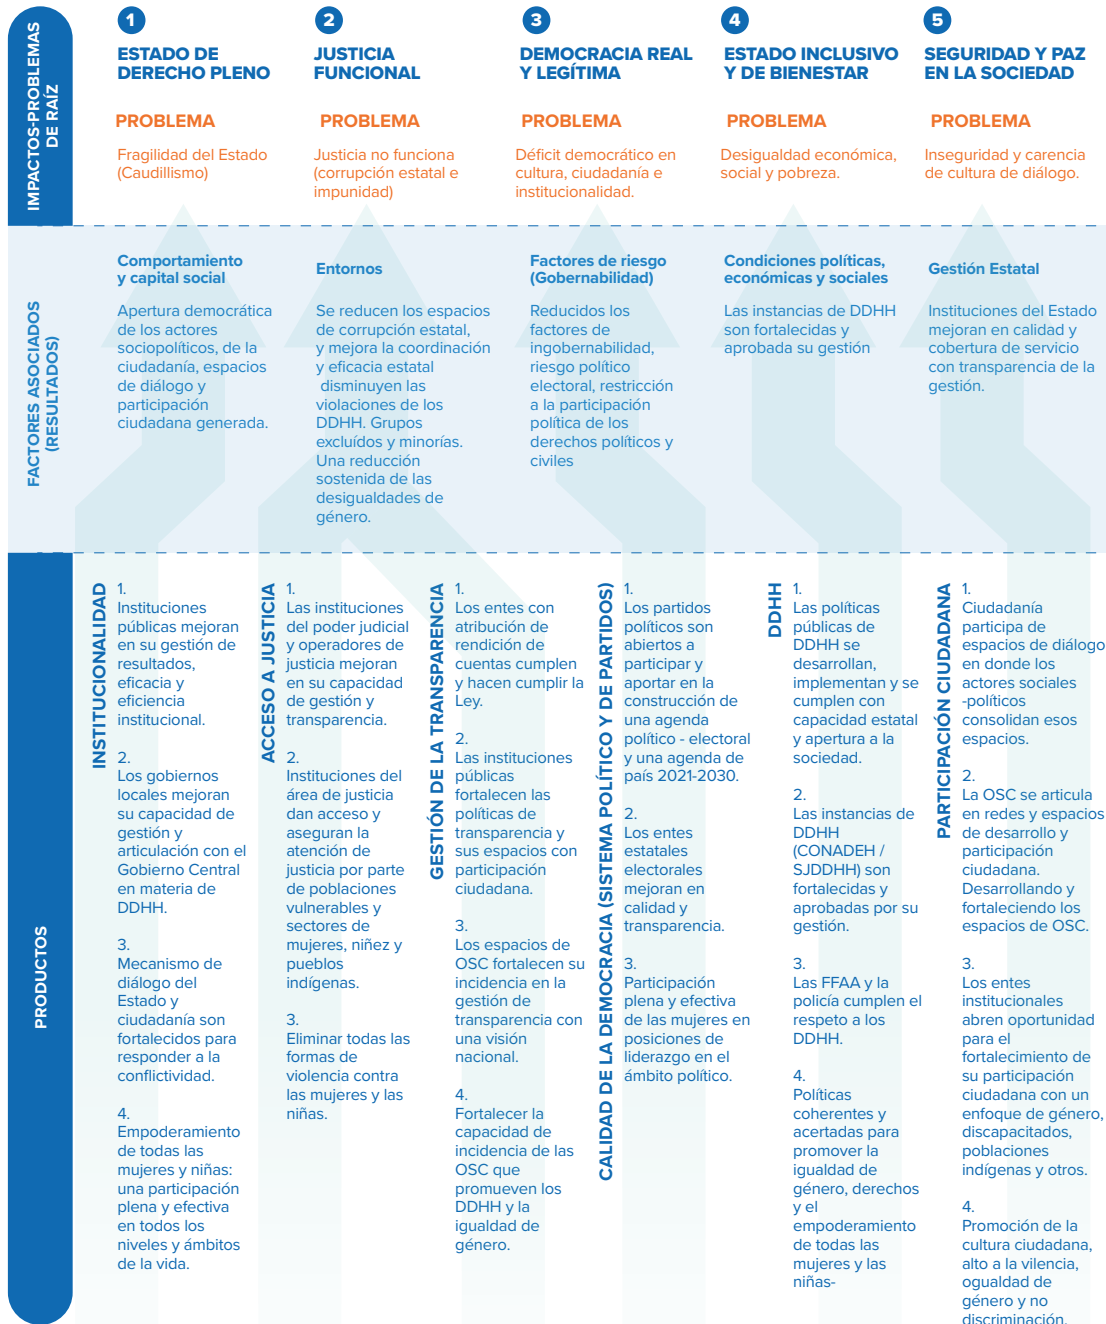 IMPACTOS-PROBLEMAS
DE RAÍZ
1
ESTADO DE
DERECHO PLENO
PROBLEMA
Fragilidad del Estado
(Caudillismo)
2
JUSTICIA
FUNCIONAL
PROBLEMA
Justicia no funciona
(corrupción estatal e
impunidad)
3
DEMOCRACIA REAL
Y LEGÍTIMA
PROBLEMA
Déficit democrático en
cultura, ciudadanía e
institucionalidad.
4
ESTADO INCLUSIVO
Y DE BIENESTAR
PROBLEMA
Desigualdad económica,
social y pobreza.
5
SEGURIDAD Y PAZ
EN LA SOCIEDAD
PROBLEMA
Inseguridad y carencia
de cultura de diálogo.
FACTORES ASOCIADOS
(RESULTADOS)
Comportamiento
y capital social
Apertura democrática
de los actores
sociopolíticos, de la
ciudadanía, espacios
de diálogo y
participación
ciudadana generada.
Entornos
Se reducen los espacios
de corrupción estatal,
y mejora la coordinación
y eficacia estatal
disminuyen las
violaciones de los
DDHH. Grupos
excluídos y minorías.
Una reducción
sostenida de las
desigualdades de
género.
Factores de riesgo
(Gobernabilidad)
Reducidos los
factores de
ingobernabilidad,
riesgo político
electoral, restricción
a la participación
política de los
derechos políticos y
civiles
Condiciones políticas,
económicas y sociales
Las instancias de DDHH
son fortalecidas y
aprobada su gestión
Gestión Estatal
Instituciones del Estado
mejoran en calidad y
cobertura de servicio
con transparencia de la
gestión.
PRODUCTOS
INSTITUCIONALIDAD
1.
Instituciones
públicas mejoran
en su gestión de
resultados,
eficacia y
eficiencia
institucional.
2.
Los gobiernos
locales mejoran
su capacidad de
gestión y
articulación con el
Gobierno Central
en materia de
DDHH.
3.
Mecanismo de
diálogo del
Estado y
ciudadanía son
fortalecidos para
responder a la
conflictividad.
4.
Empoderamiento
de todas las
mujeres y niñas:
una participación
plena y efectiva
en todos los
niveles y ámbitos
de la vida.
ACCESO A JUSTICIA
1.
Las instituciones
del poder judicial
y operadores de
justicia mejoran
en su capacidad
de gestión y
transparencia.
2.
Instituciones del
área de justicia
dan acceso y
aseguran la
atención de
justicia por parte
de poblaciones
vulnerables y
sectores de
mujeres, niñez y
pueblos
indígenas.
3.
Eliminar todas las
formas de
violencia contra
las mujeres y las
niñas.
GESTIÓN DE LA TRANSPARENCIA
1.
Los entes con
atribución de
rendición de
cuentas cumplen
y hacen cumplir la
Ley.
2.
Las instituciones
públicas
fortalecen las
políticas de
transparencia y
sus espacios con
participación
ciudadana.
3.
Los espacios de
OSC fortalecen su
incidencia en la
gestión de
transparencia con
una visión
nacional.
4.
Fortalecer la
capacidad de
incidencia de las
OSC que
promueven los
DDHH y la
igualdad de
género.
CALIDAD DE LA DEMOCRACIA (SISTEMA POLÍTICO Y DE PARTIDOS)
1.
Los partidos
políticos son
abiertos a
participar y
aportar en la
construcción de
una agenda
político - electoral
y una agenda de
país 2021-2030.
2.
Los entes
estatales
electorales
mejoran en
calidad y
transparencia.
3.
Participación
plena y efectiva
de las mujeres en
posiciones de
liderazgo en el
ámbito político.
DDHH
1.
Las políticas
públicas de
DDHH se
desarrollan,
implementan y se
cumplen con
capacidad estatal
y apertura a la
sociedad.
2.
Las instancias de
DDHH
(CONADEH /
SJDDHH) son
fortalecidas y
aprobadas por su
gestión.
3.
Las FFAA y la
policía cumplen el
respeto a los
DDHH.
4.
Políticas
coherentes y
acertadas para
promover la
igualdad de
género, derechos
y el
empoderamiento
de todas las
mujeres y las
niñas-
PARTICIPACIÓN CIUDADANA
1.
Ciudadanía
participa de
espacios de diálogo
en donde los
actores sociales
-políticos
consolidan esos
espacios.
2.
La OSC se articula
en redes y espacios
de desarrollo y
participación
ciudadana.
Desarrollando y
fortaleciendo los
espacios de OSC.
3.
Los entes
institucionales
abren oportunidad
para el
fortalecimiento de
su participación
ciudadana con un
enfoque de género,
discapacitados,
poblaciones
indígenas y otros.
4.
Promoción de la
cultura ciudadana,
alto a la vilencia,
ogualdad de
género y no
discriminación.